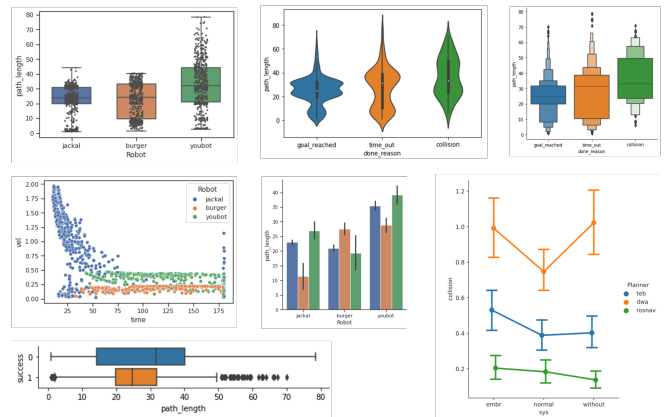 80
70
60
50
40
30
20
10
0
path_length
jackal
burger
youbot
Robot
80
60
40
20
0
path_length
goal_reached
time_out
collision
done_reason
80
70
60
50
40
30
20
10
0
path_length
goal_reached
time_out
collision
done_reason
2.00
1.75
1.50
1.25
1.00
0.75
0.50
0.25
0.00
vel
Robot
jackal
burger
youbot
25
50
75
100
125
150
175
time
40
35
30
25
20
15
10
5
0
path_length
jackal
burger
youbot
Robot
1.2
1.0
0.8
0.6
0.4
0.2
collision
embr
normal
without
sys
Planner
teb
dwa
rosnav
success
0
1
0
10
20
30
40
50
60
70
80
path_length